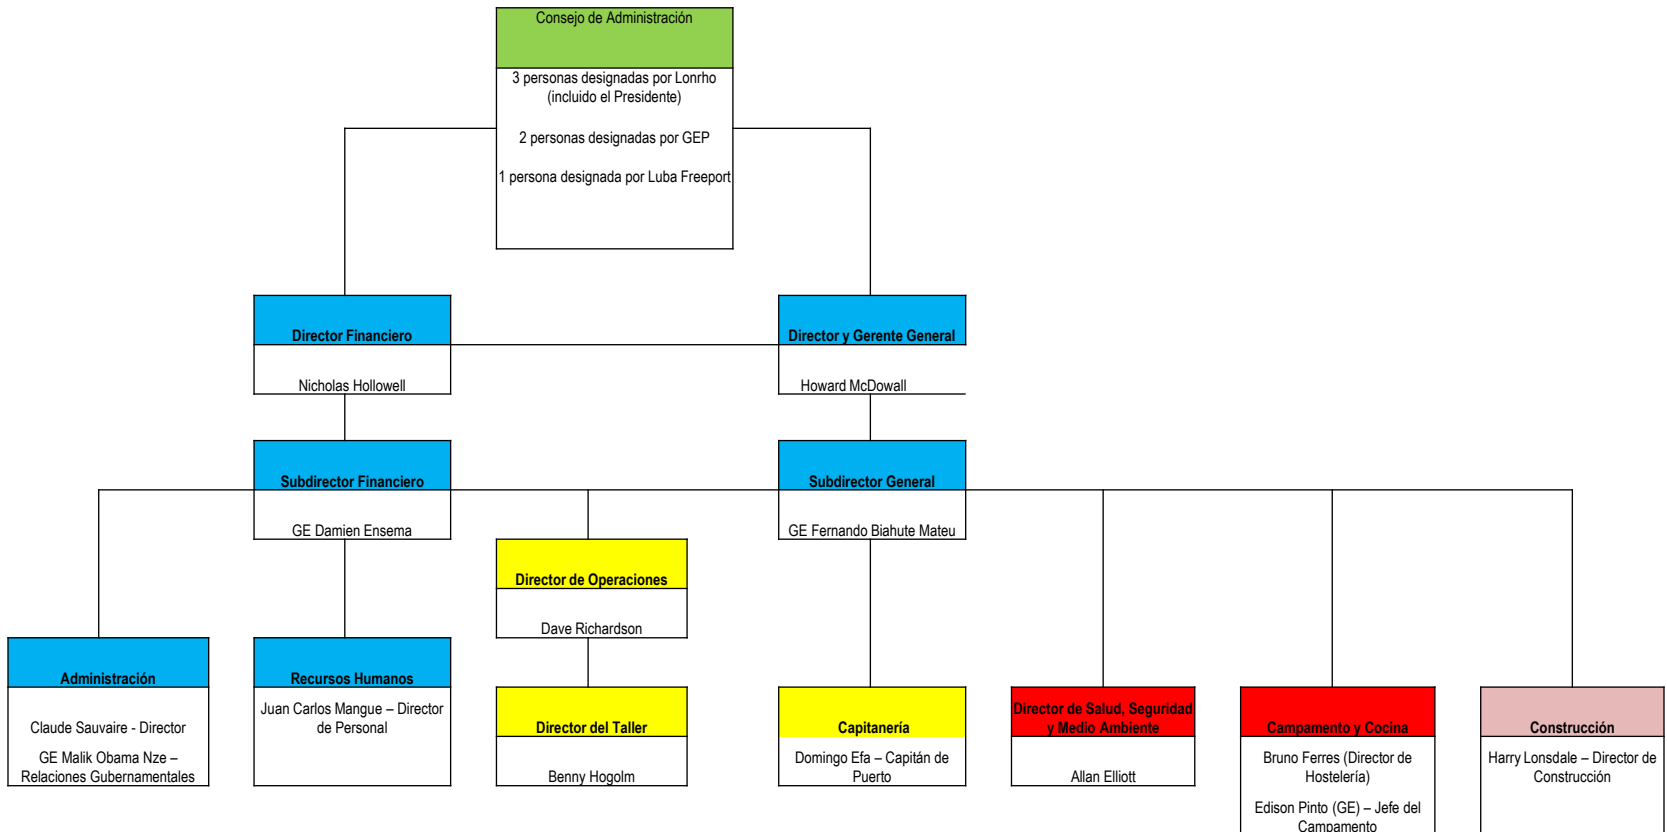 Consejo de Administración
3 personas designadas por Lonrho
(incluido el Presidente)
2 personas designadas por GEP
1 persona designada por Luba Freeport
Director Financiero
Nicholas Hollowell
Director y Gerente General
Howard McDowall
Subdirector Financiero
GE Damien Ensema
Subdirector General
GE Fernando Biahute Mateu
Director de Operaciones
Dave Richardson
Administración
Claude Sauvaire - Director
GE Malik Obama Nze –
Relaciones Gubernamentales
Recursos Humanos
Juan Carlos Mangue – Director
de Personal
Director del Taller
Benny Hogolm
Capitanería
Domingo Efa – Capitán de
Puerto
Director de Salud, Seguridad
y Medio Ambiente
Allan Elliott
Campamento y Cocina
Bruno Ferres (Director de
Hostelería)
Edison Pinto (GE) – Jefe del
Campamento
Construcción
Harry Lonsdale – Director de
Construcción